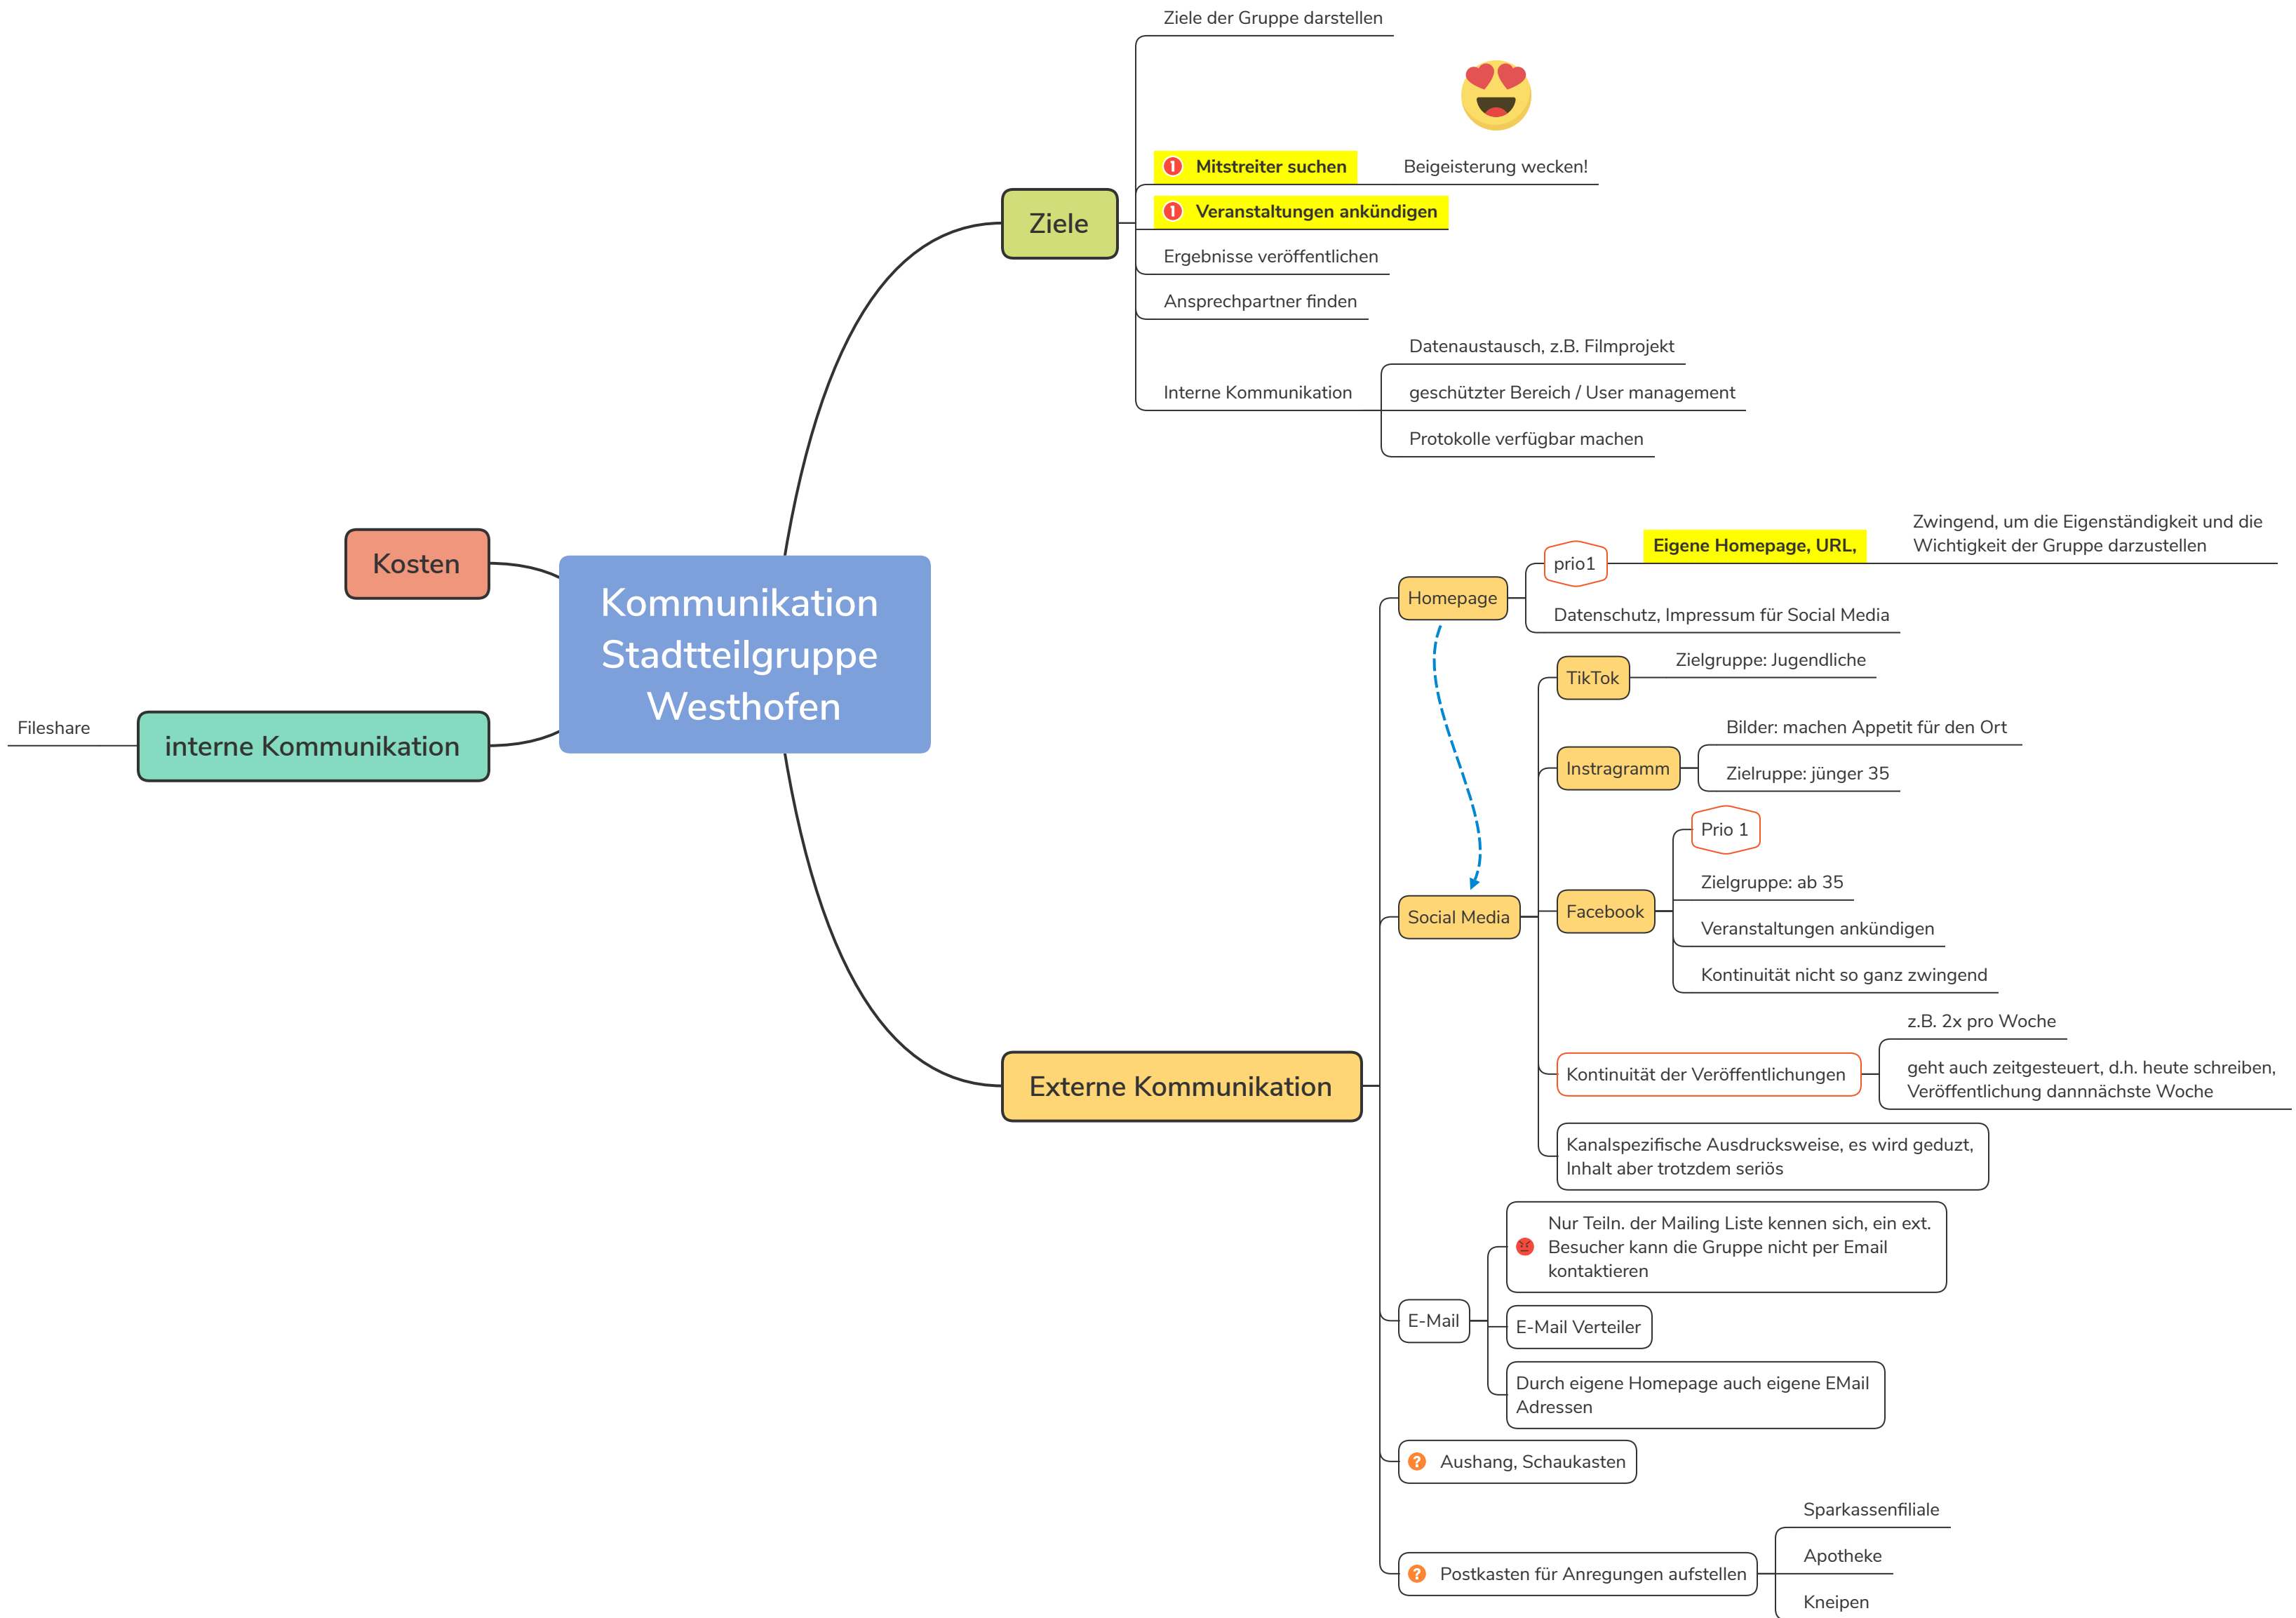 Kommunikation
Stadtteilgruppe
Westhofen
Ziele
Ziele der Gruppe darstellen
1 Mitstreiter suchen
Beigeisterung wecken!
1 Veranstaltungen ankündigen
Ergebnisse veröffentlichen
Ansprechpartner finden
Interne Kommunikation
Datenaustausch, z.B. Filmprojekt
geschützter Bereich / User management
Protokolle verfügbar machen
Kosten
interne Kommunikation
Fileshare
Externe Kommunikation
Homepage
prio1
Eigene Homepage, URL,
Zwingend, um die Eigenständigkeit und die
Wichtigkeit der Gruppe darzustellen
Datenschutz, Impressum für Social Media
Social Media
TikTok
Zielgruppe: Jugendliche
Instragramm
Bilder: machen Appetit für den Ort
Zielruppe: jünger 35
Facebook
Prio 1
Zielgruppe: ab 35
Veranstaltungen ankündigen
Kontinuität nicht so ganz zwingend
Kontinuität der Veröffentlichungen
z.B. 2x pro Woche
geht auch zeitgesteuert, d.h. heute schreiben,
Veröffentlichung dannnächste Woche
Kanalspezifische Ausdrucksweise, es wird geduzt,
Inhalt aber trotzdem seriös
E-Mail
Nur Teiln. der Mailing Liste kennen sich, ein ext.
Besucher kann die Gruppe nicht per Email
kontaktieren
E-Mail Verteiler
Durch eigene Homepage auch eigene EMail
Adressen
? Aushang, Schaukasten
? Postkasten für Anregungen aufstellen
Sparkassenfiliale
Apotheke
Kneipen